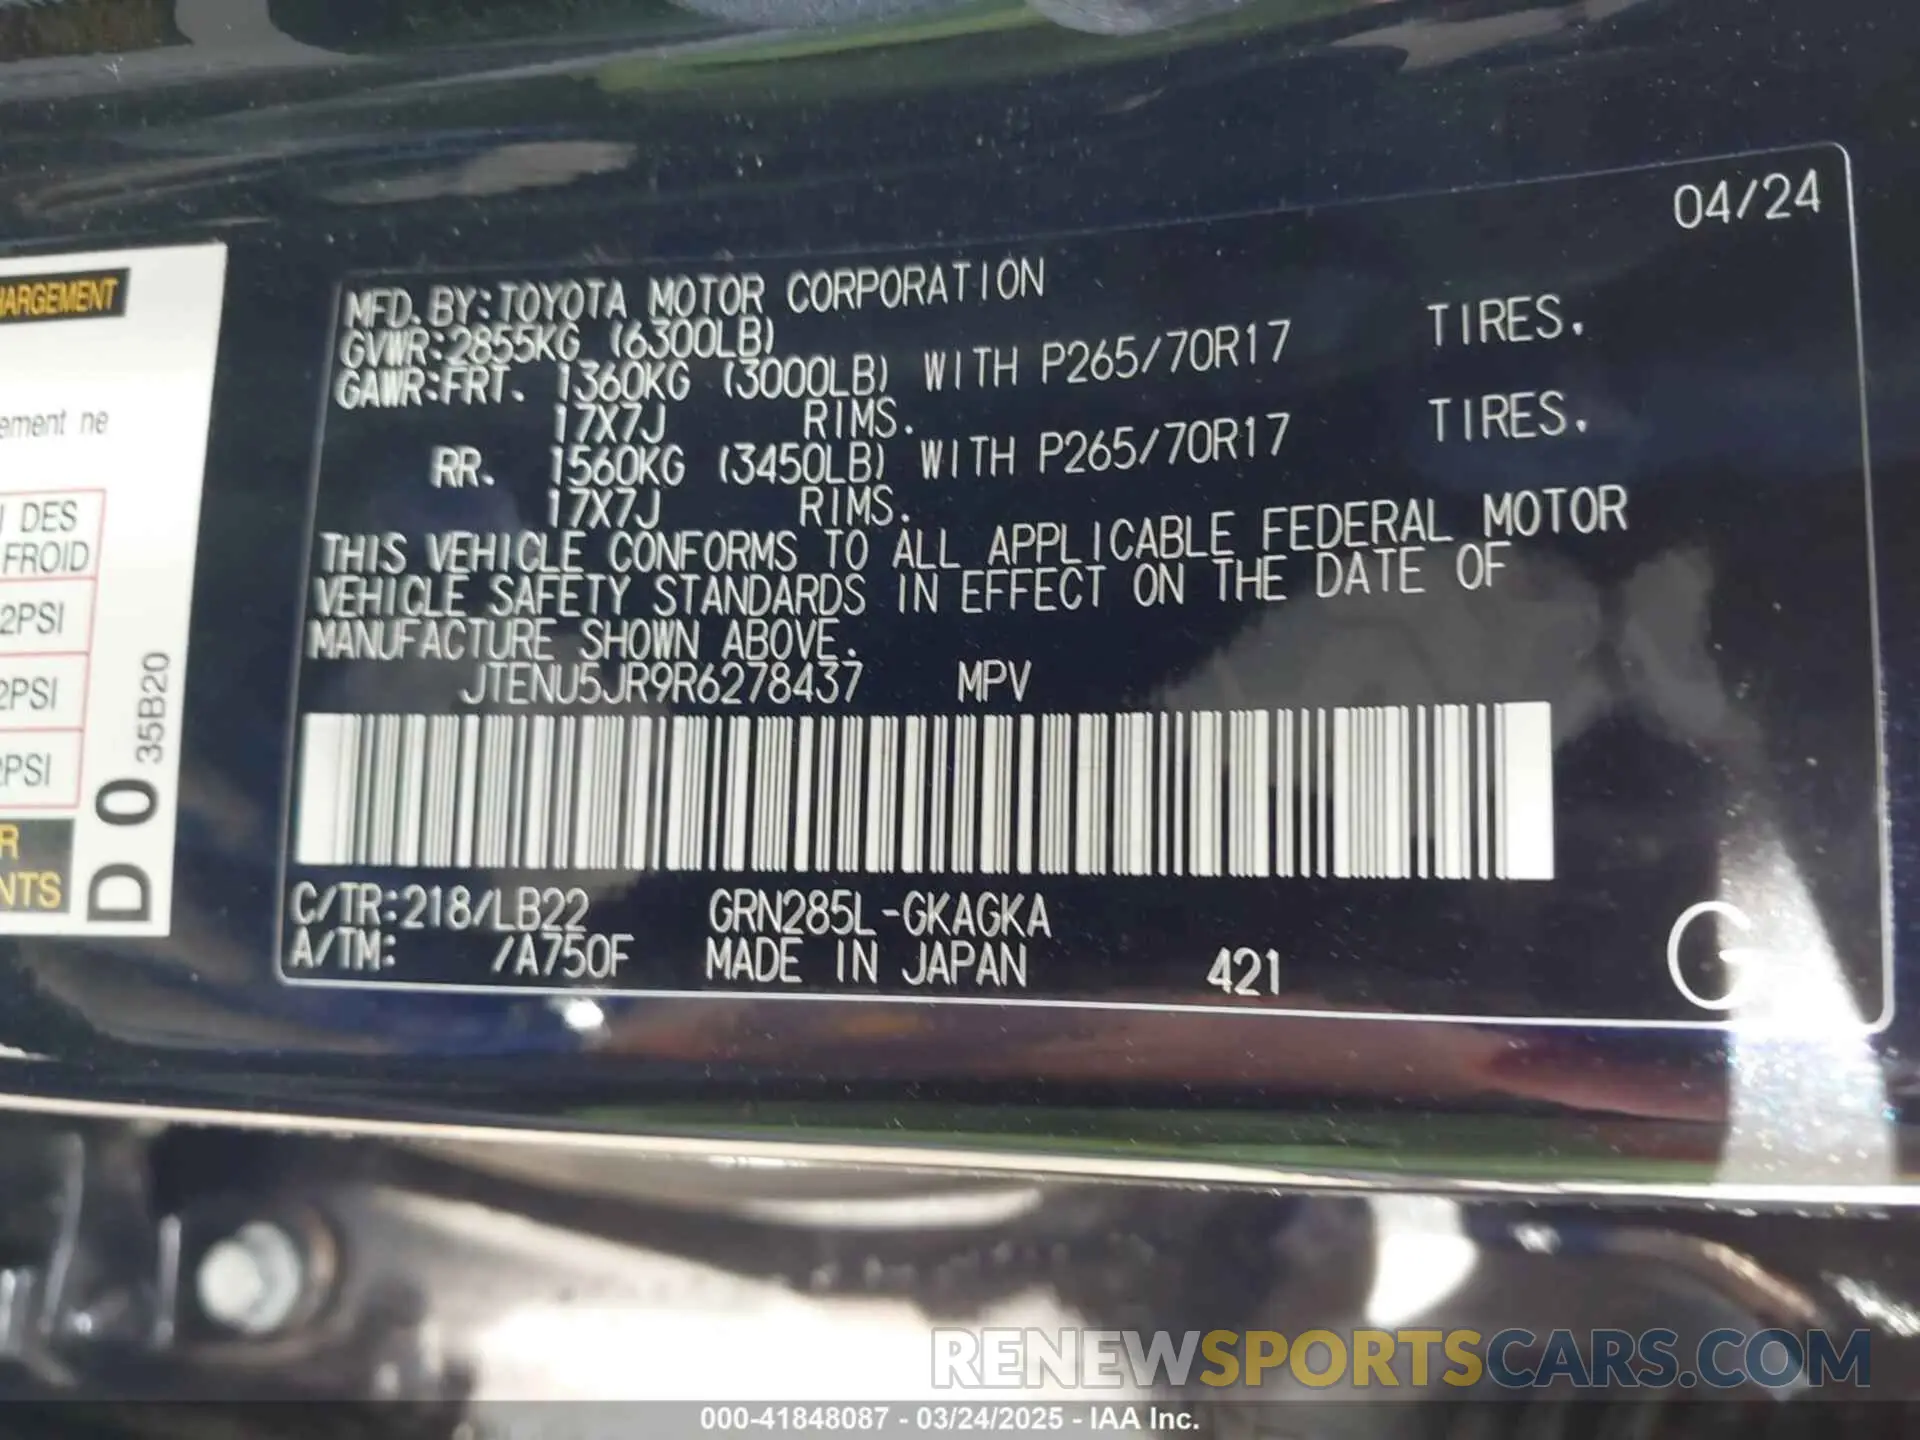 04/24
MFD. BY: TOYOTA MOTOR CORPORATION
GVWR: 2855KG (6300LB)
GAWR: FRT. 1360KG (3000LB) WITH P265/70R17 TIRES.
17X7J RIMS.
RR. 1560KG (3450LB) WITH P265/70R17 TIRES.
17X7J RIMS.
THIS VEHICLE CONFORMS TO ALL APPLICABLE FEDERAL MOTOR
VEHICLE SAFETY STANDARDS IN EFFECT ON THE DATE OF
MANUFACTURE SHOWN ABOVE.
JTENU5JR9R6278437 MPV
C/TR: 218/LB22 GRN285L-GKAGKA
A/TM: /A750F MADE IN JAPAN 421
G
ne
DES
FROID
2PSI
2PSI
PSI
D 0 35B20
RENEWSPORTSCARS.COM
000-41848087 - 03/24/2025 - IAA Inc.